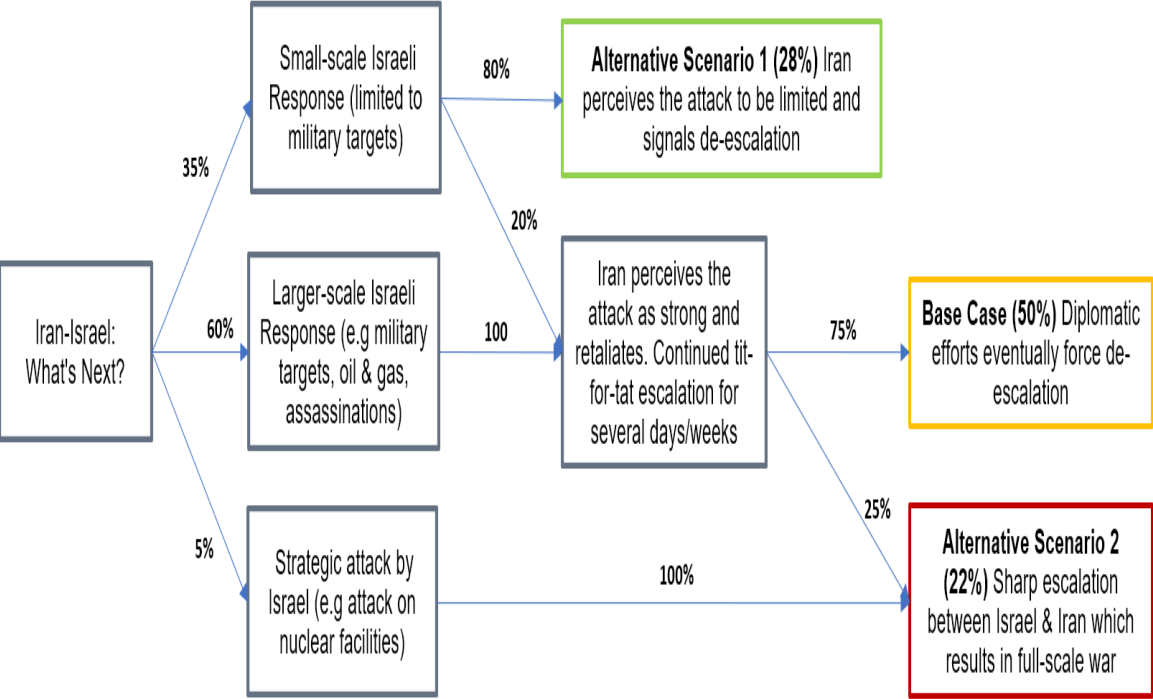 Iran-Israel:
What's Next?
35%
60%
5%
Small-scale Israeli
Response (limited to
military targets)
Larger-scale Israeli
Response (e.g military
targets, oil & gas,
assassinations)
Strategic attack by
Israel (e.g attack on
nuclear facilities)
80%
20%
100
100%
Alternative Scenario 1 (28%) Iran
perceives the attack to be limited and
signals de-escalation
Iran perceives the
attack as strong and
retaliates. Continued tit-
for-tat escalation for
several days/weeks
75%
25%
Base Case (50%) Diplomatic
efforts eventually force de-
escalation
Alternative Scenario 2
(22%) Sharp escalation
between Israel & Iran which
results in full-scale war